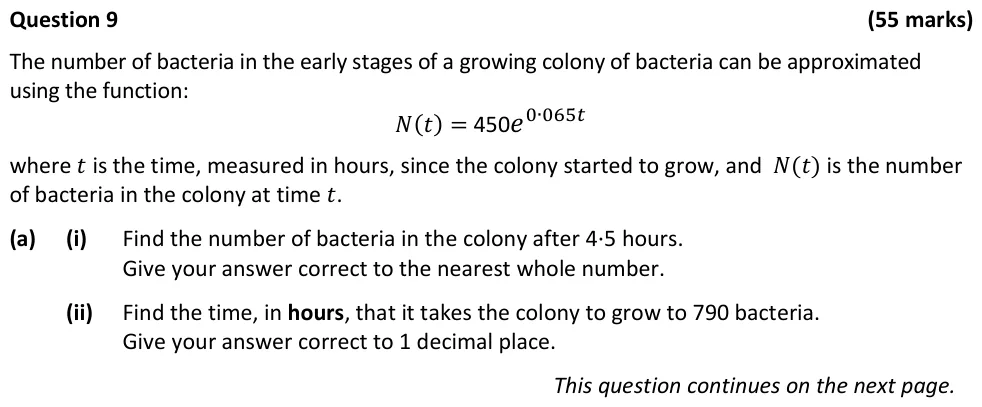 Question 9 (55 marks)
The number of bacteria in the early stages of a growing colony of bacteria can be approximated
using the function:
N(t) = 450e^{0·065t}
where t is the time, measured in hours, since the colony started to grow, and N(t) is the number
of bacteria in the colony at time t.
(a) (i) Find the number of bacteria in the colony after 4·5 hours.
Give your answer correct to the nearest whole number.
(ii) Find the time, in hours, that it takes the colony to grow to 790 bacteria.
Give your answer correct to 1 decimal place.
This question continues on the next page.